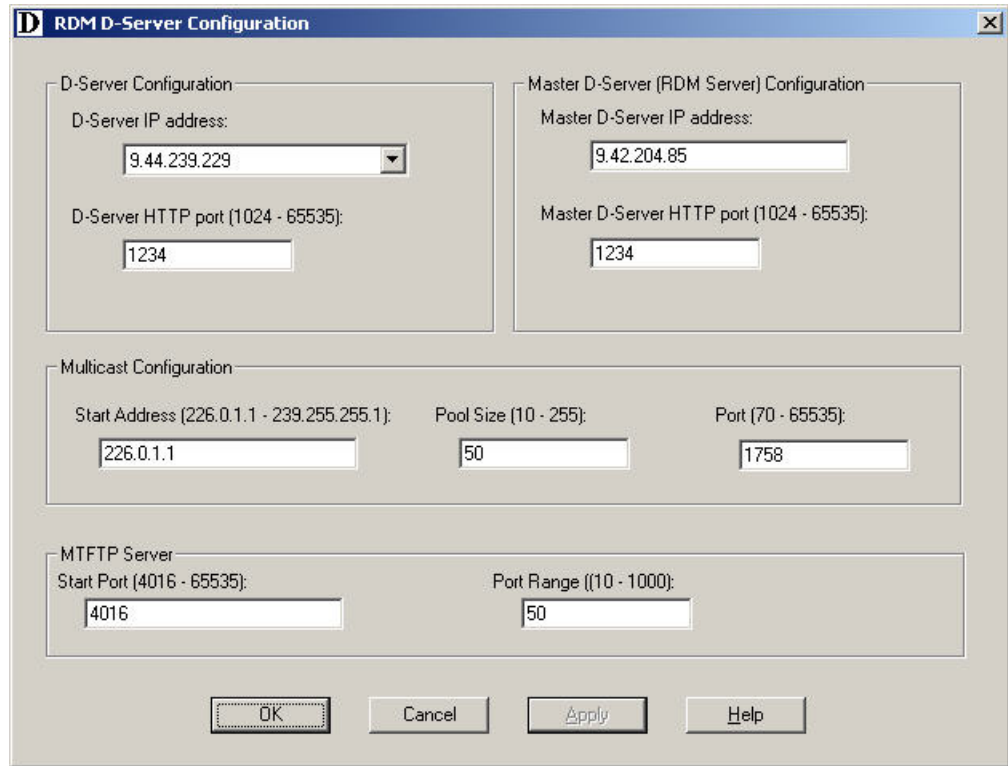 D RDM D-Server Configuration
D-Server Configuration
D-Server IP address:
9.44.239.229
D-Server HTTP port (1024 - 65535):
1234
Master D-Server (RDM Server) Configuration
Master D-Server IP address:
9.42.204.85
Master D-Server HTTP port (1024 - 65535):
1234
Multicast Configuration
Start Address (226.0.1.1 - 239.255.255.1):
226.0.1.1
Pool Size (10 - 255):
50
Port (70 - 65535):
1758
MTFTP Server
Start Port (4016 - 65535):
4016
Port Range ((10 - 1000):
50
OK Cancel Apply Help